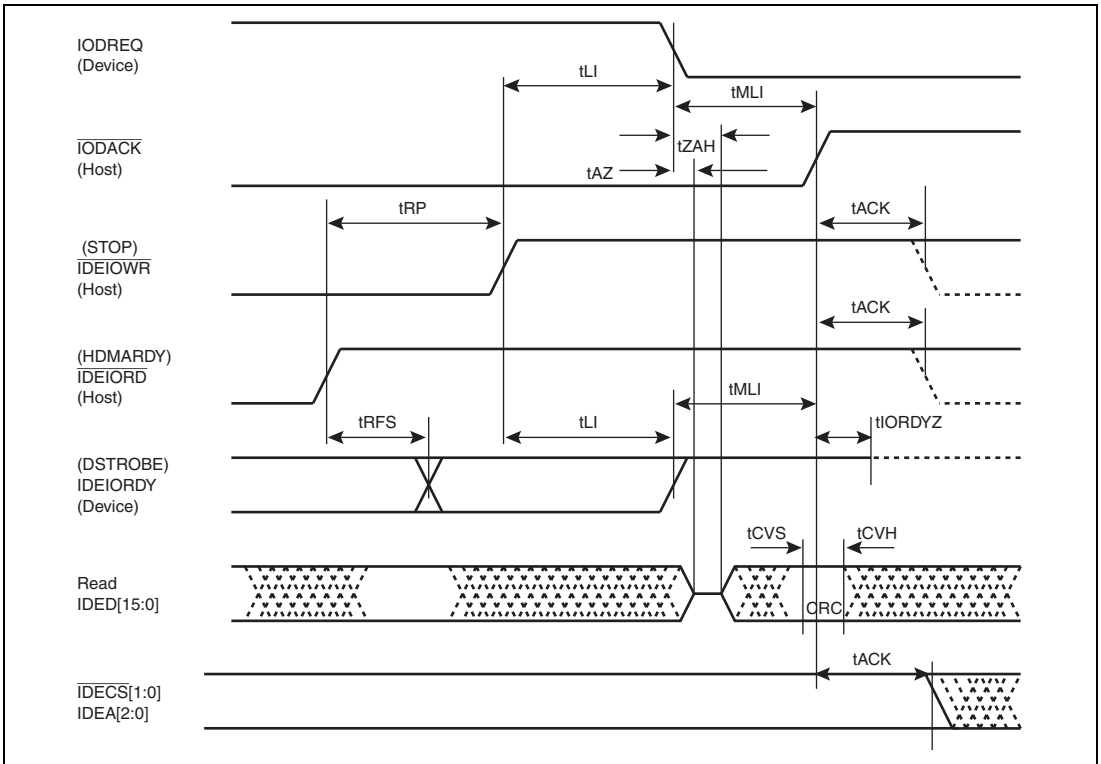 IODREQ
(Device)
tLI
tMLI
IODACK
(Host)
tZAH
tAZ
tRP
tACK
(STOP)
IDEIOWR
(Host)
tACK
(HDMARDY)
IDEIORD
(Host)
tMLI
tRFS
tLI
tIORDYZ
(DSTROBE)
IDEIORDY
(Device)
tCVS
tCVH
Read
IDED[15:0]
CRC
tACK
IDECS[1:0]
IDEA[2:0]